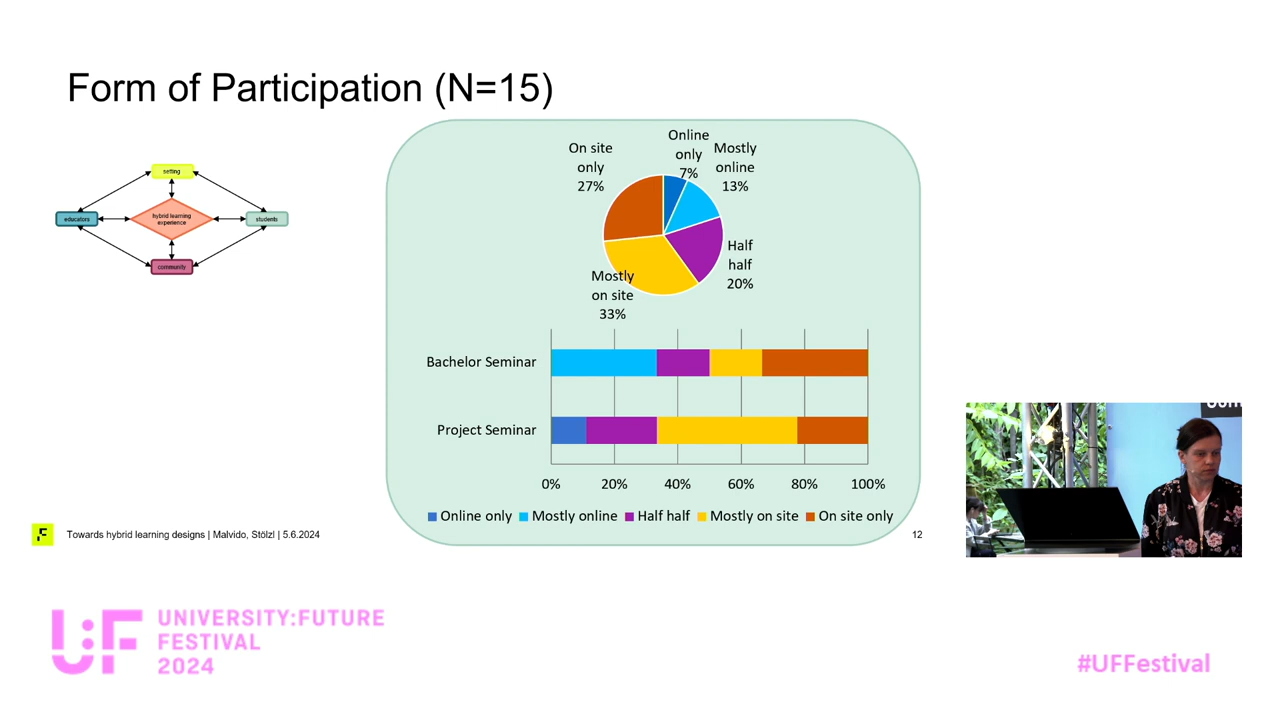 Form of Participation (N=15)
setting
educators
hybrid learning
experience
students
community
On site
only
27%
Online
only
7%
Mostly
online
13%
Half
half
20%
Mostly
on site
33%
Bachelor Seminar
Project Seminar
0%
20%
40%
60%
80%
100%
Online only
Mostly online
Half half
Mostly on site
On site only
Towards hybrid learning designs | Malvido, Stölzl | 5.6.2024
12
U:F
UNIVERSITY:FUTURE
FESTIVAL
2024
#UFFestival